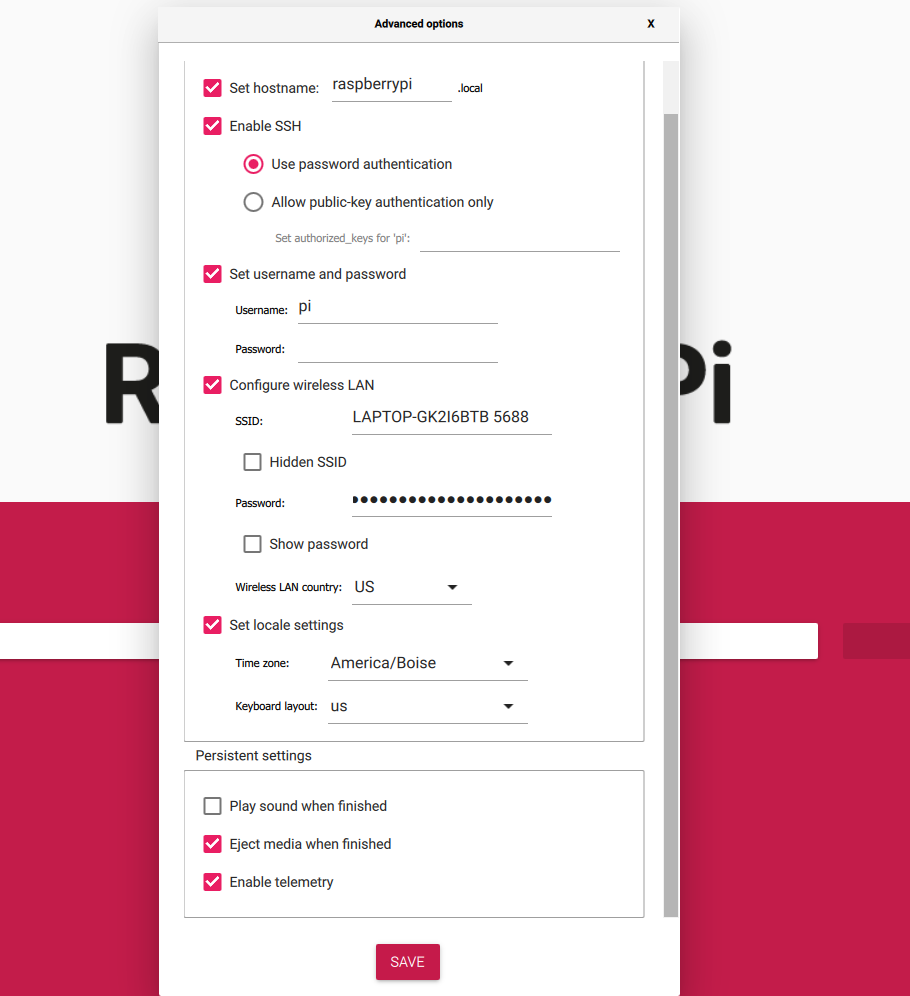 Advanced options X
Set hostname: raspberrypi .local
Enable SSH
Use password authentication
Allow public-key authentication only
Set authorized_keys for 'pi':
Set username and password
Username: pi
Password:
R Pi
Configure wireless LAN
SSID: LAPTOP-GK2I6BTB 5688
Hidden SSID
Password: ••••••••••••••••••••
Show password
Wireless LAN country: US
Set locale settings
Time zone: America/Boise
Keyboard layout: us
Persistent settings
Play sound when finished
Eject media when finished
Enable telemetry
SAVE